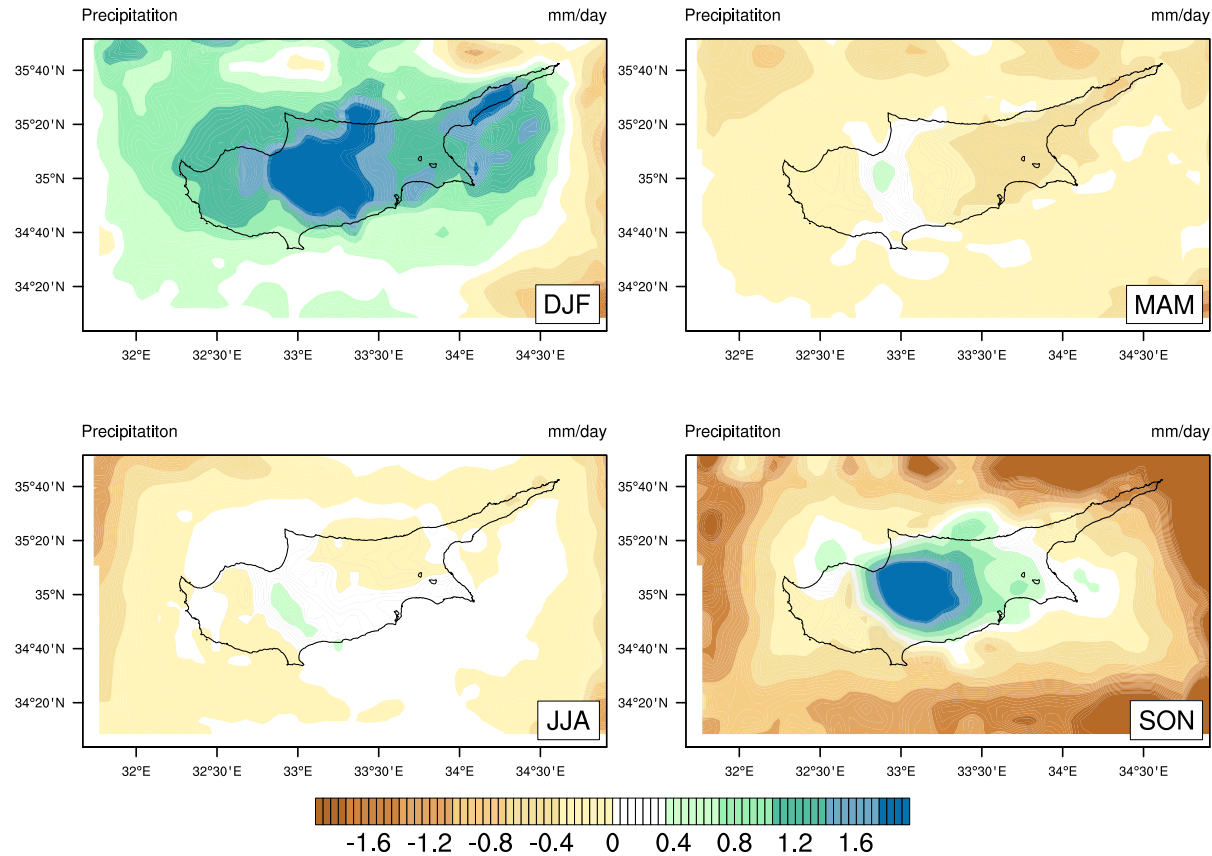 Precipitatiton mm/day Precipitatiton mm/day
35°40'N 35°40'N
35°20'N 35°20'N
35°N 35°N
34°40'N 34°40'N
34°20'N 34°20'N
DJF MAM
32°E 32°30'E 33°E 33°30'E 34°E 34°30'E 32°E 32°30'E 33°E 33°30'E 34°E 34°30'E
Precipitatiton mm/day Precipitatiton mm/day
35°40'N 35°40'N
35°20'N 35°20'N
35°N 35°N
34°40'N 34°40'N
34°20'N 34°20'N
JJA SON
32°E 32°30'E 33°E 33°30'E 34°E 34°30'E 32°E 32°30'E 33°E 33°30'E 34°E 34°30'E
-1.6 -1.2 -0.8 -0.4 0 0.4 0.8 1.2 1.6